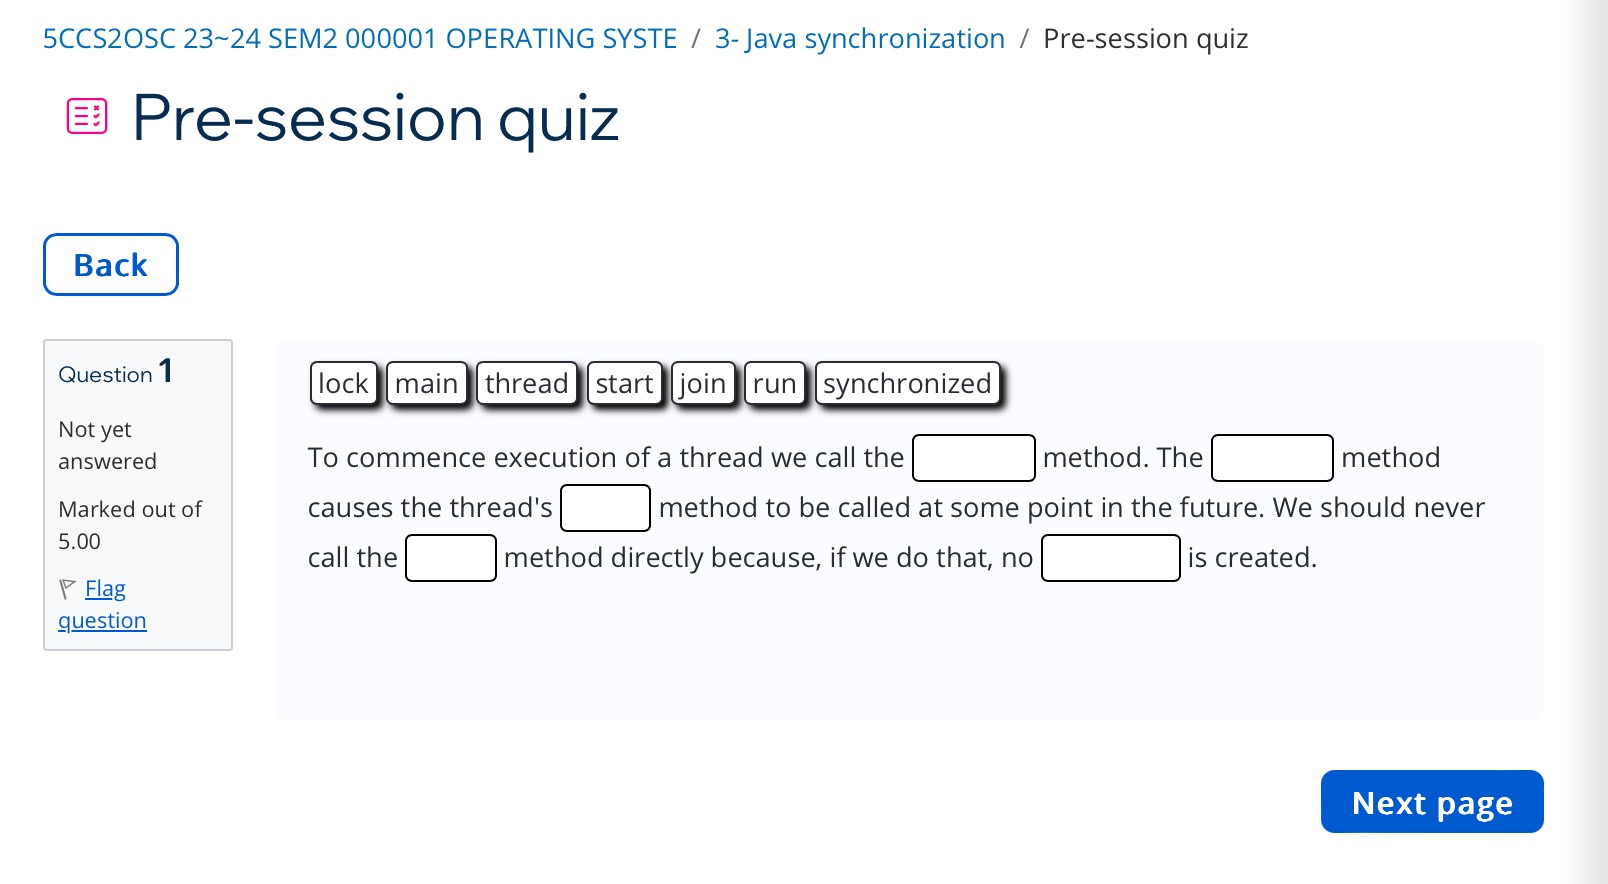 5CCS2OSC 23~24 SEM2 000001 OPERATING SYSTE / 3- Java synchronization / Pre-session quiz
Pre-session quiz
Back
Question 1
Not yet
answered
Marked out of
5.00
Flag
question
lock main thread start join run synchronized
To commence execution of a thread we call the method. The method
causes the thread's method to be called at some point in the future. We should never
call the method directly because, if we do that, no is created.
Next page